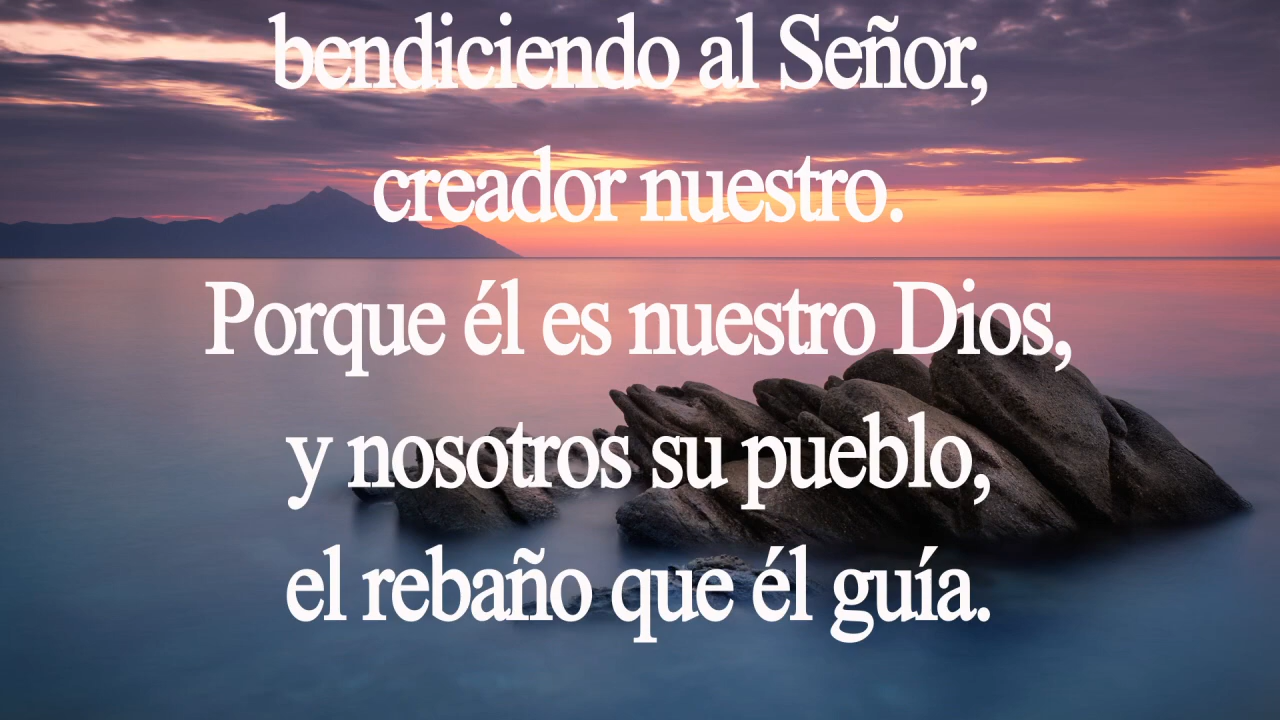 bendiciendo al Señor,
creador nuestro.
Porque él es nuestro Dios,
y nosotros su pueblo,
el rebaño que él guía.